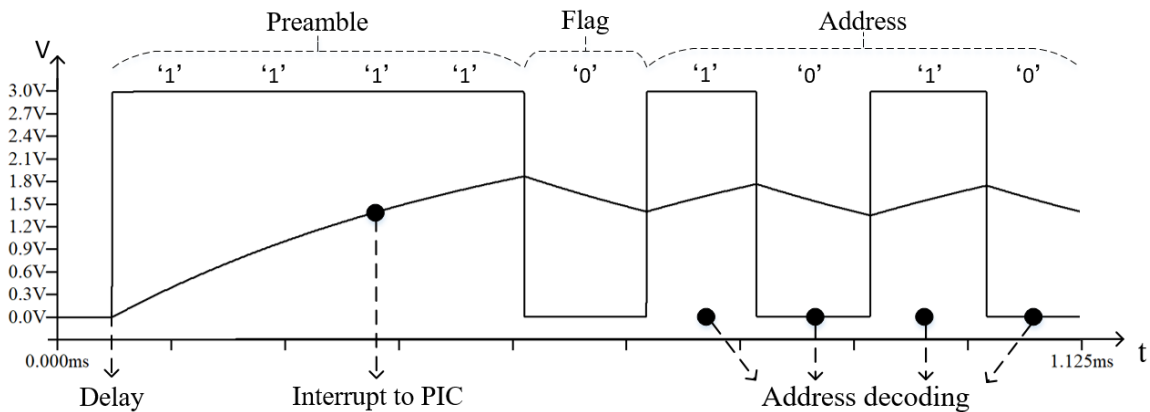 Preamble Flag Address
V
‘1’ ‘1’ ‘1’ ‘1’ ‘0’ ‘1’ ‘0’ ‘1’ ‘0’
3.0V
2.7V
2.4V
2.1V
1.8V
1.5V
1.2V
0.9V
0.6V
0.3V
0.0V
0.000ms 1.125ms t
Delay Interrupt to PIC Address decoding